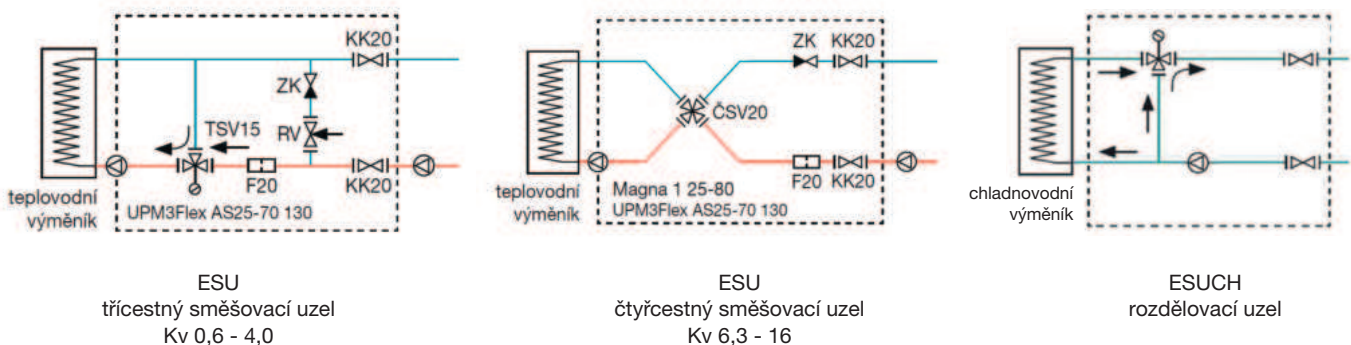 KK20
ZK
TSV15
RV
F20
KK20
teplovodní
výměník
UPM3Flex AS25-70 130
ESU
třícestný směšovací uzel
Kv 0,6 - 4,0
ZK KK20
ČSV20
F20 KK20
teplovodní
výměník
Magna 1 25-80
UPM3Flex AS25-70 130
ESU
čtyřcestný směšovací uzel
Kv 6,3 - 16
chladnovodní
výměník
ESUCH
rozdělovací uzel